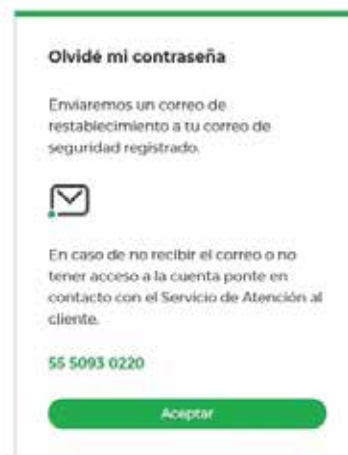 Olvidé mi contraseña
Enviaremos un correo de
restablecimiento a tu correo de
seguridad registrado.
En caso de no recibir el correo o no
tener acceso a la cuenta ponte en
contacto con el Servicio de Atención al
cliente.
55 5093 0220
Aceptar